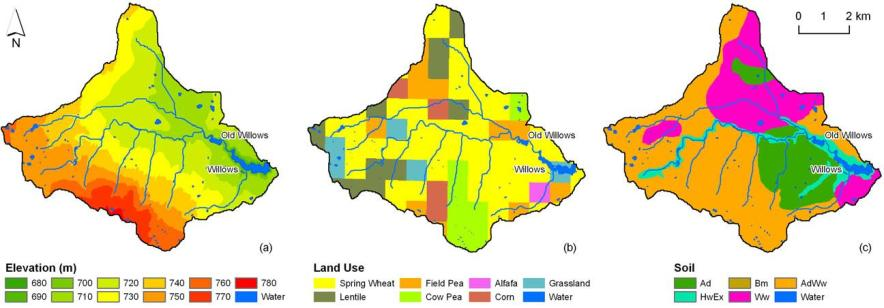 N
0 1 2 km
Old Willows
Willows
Old Willows
Willows
Old Willows
Willows
(a)
(b)
(c)
Elevation (m)
680 700 720 740 760 780
690 710 730 750 770 Water
Land Use
Spring Wheat Field Pea Alfafa Grassland
Lentile Cow Pea Corn Water
Soil
Ad Bm AdWw
HwEx Water